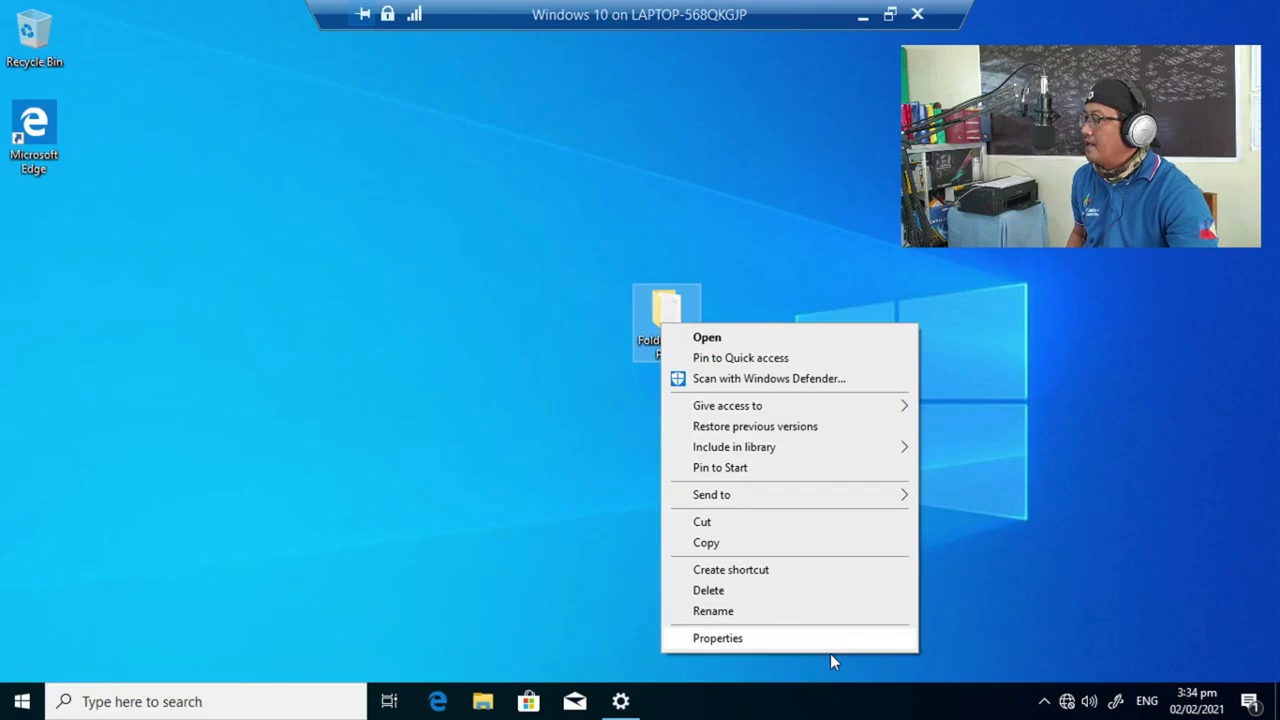 Windows 10 on LAPTOP-568QKGJP
Recycle Bin
Microsoft
Edge
Open
Pin to Quick access
Scan with Windows Defender...
Give access to
Restore previous versions
Include in library
Pin to Start
Send to
Cut
Copy
Create shortcut
Delete
Rename
Properties
Type here to search
ENG
3:34 pm
02/02/2021
1